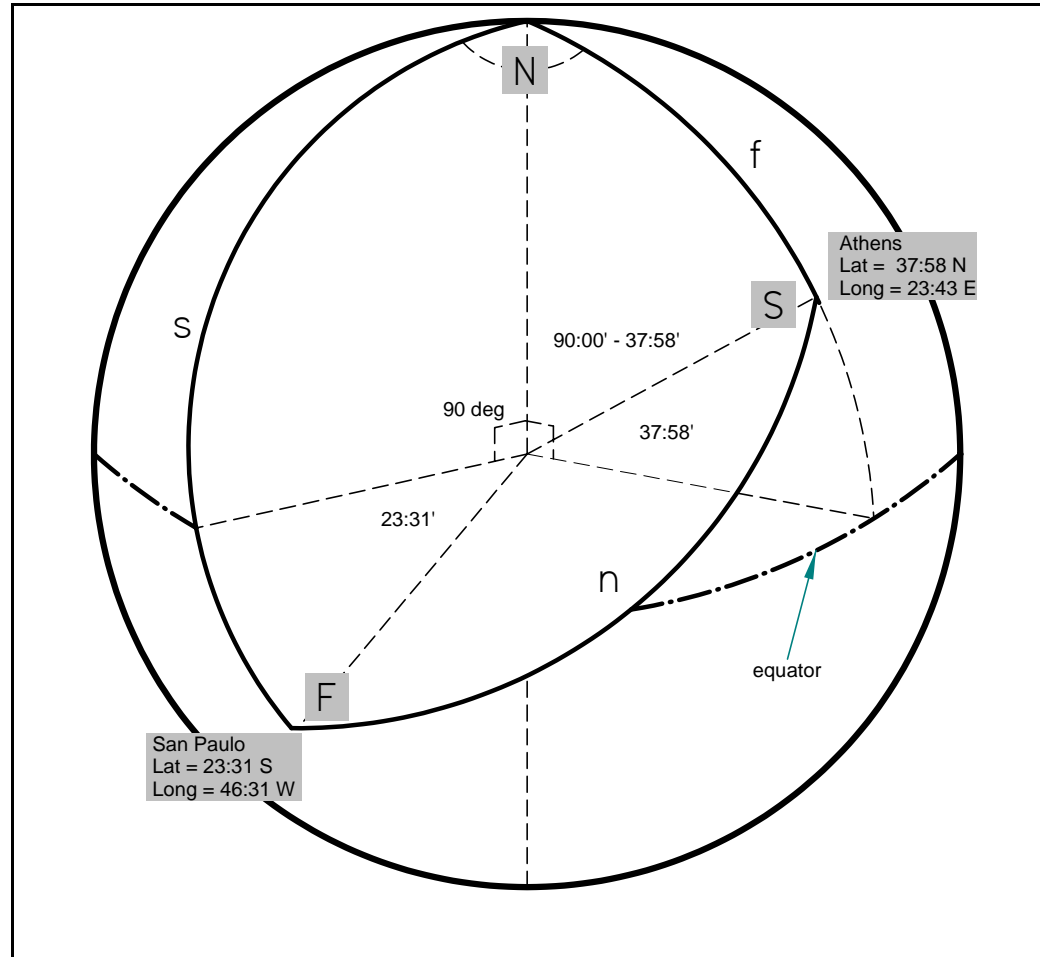 N
f
Athens
Lat =  37:58 N
Long = 23:43 E
S
s
90:00' - 37:58'
90 deg
37:58'
23:31'
n
equator
F
San Paulo
Lat = 23:31 S
Long = 46:31 W